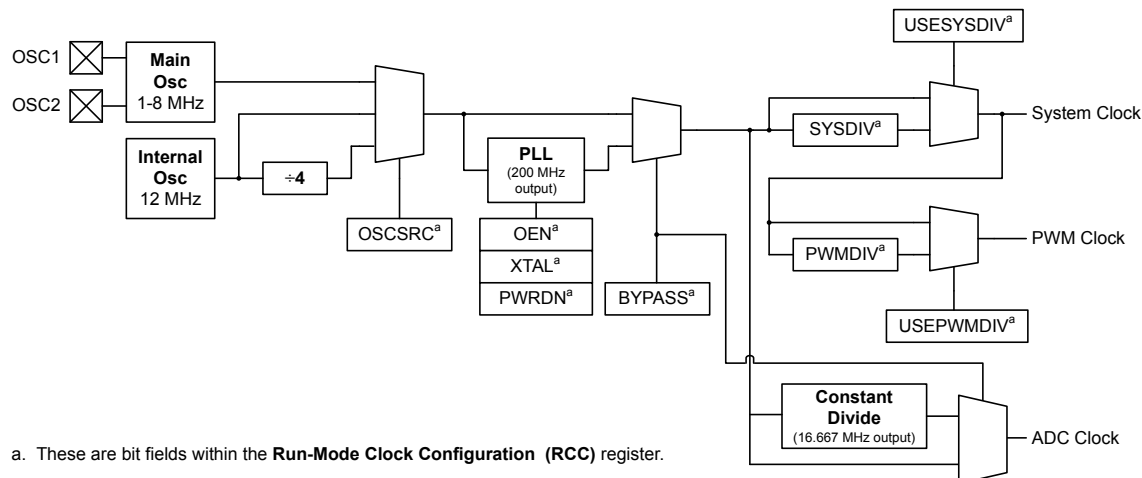 USESYSDIVᵃ
OSC1
OSC2
Main
Osc
1-8 MHz
Internal
Osc
12 MHz
÷4
OSCSRCᵃ
PLL
(200 MHz
output)
OENᵃ
XTALᵃ
PWRDNᵃ
BYPASSᵃ
SYSDIVᵃ
System Clock
PWMDIVᵃ
PWM Clock
USEPWMDIVᵃ
Constant
Divide
(16.667 MHz output)
ADC Clock
a. These are bit fields within the Run-Mode Clock Configuration (RCC) register.